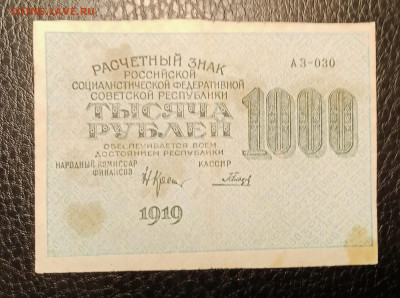 COINS.LAVE.RU
РАСЧЕТНЫЙ ЗНАК
РОССИЙСКОЙ
СОЦИАЛИСТИЧЕСКОЙ ФЕДЕРАТИВНОЙ
СОВЕТСКОЙ РЕСПУБЛИКИ
ТЫСЯЧА
РУБЛЕЙ
ОБЕСПЕЧИВАЕТСЯ ВСЕМ
ДОСТОЯНИЕМ РЕСПУБЛИКИ
НАРОДНЫЙ КОМИССАР
ФИНАНСОВ
КАССИР
1919
АЗ-030
1000